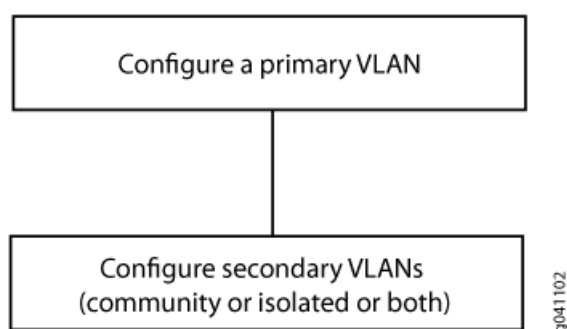 Configure a primary VLAN
Configure secondary VLANs
(community or isolated or both)
g041102